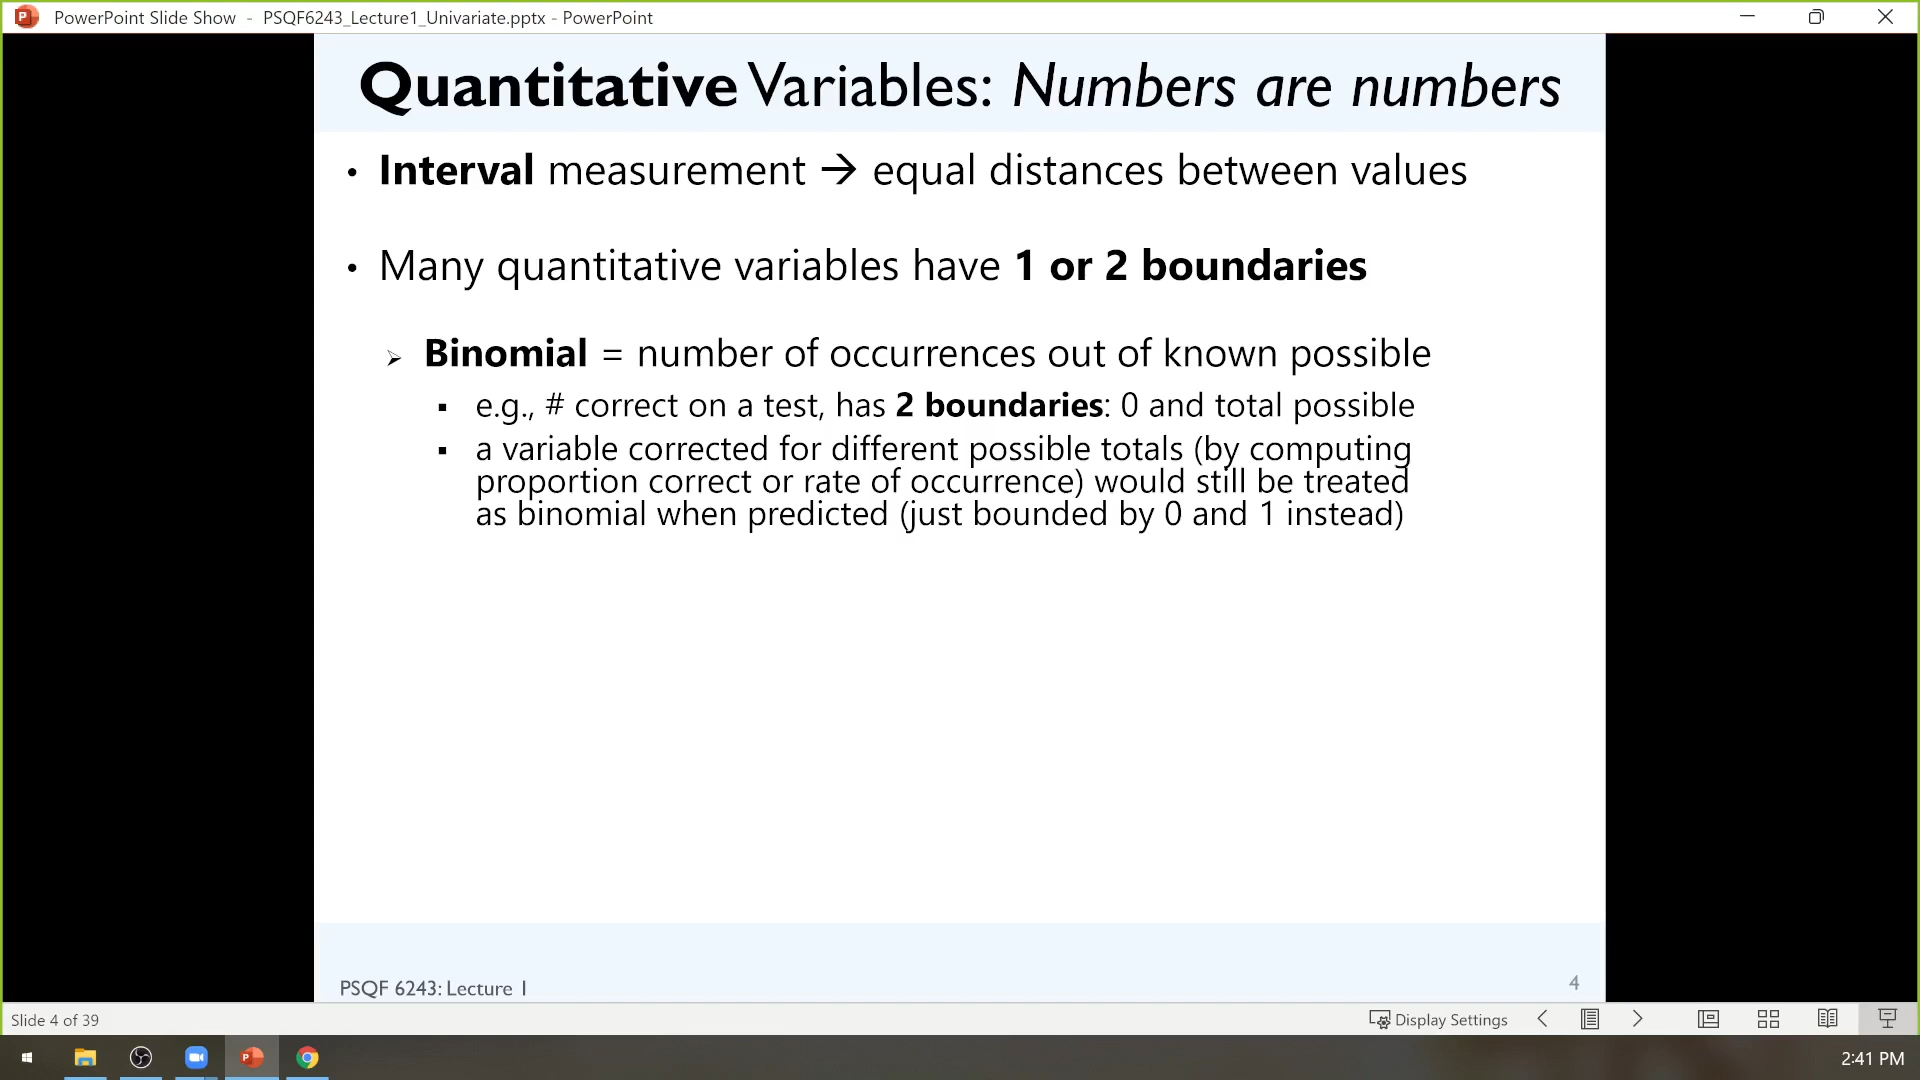 PowerPoint Slide Show - PSQF6243_Lecture1_Univariate.pptx - PowerPoint
Quantitative Variables: Numbers are numbers
• Interval measurement → equal distances between values
• Many quantitative variables have 1 or 2 boundaries
➢ Binomial = number of occurrences out of known possible
▪ e.g., # correct on a test, has 2 boundaries: 0 and total possible
▪ a variable corrected for different possible totals (by computing
proportion correct or rate of occurrence) would still be treated
as binomial when predicted (just bounded by 0 and 1 instead)
PSQF 6243: Lecture 1
4
Slide 4 of 39
Display Settings
2:41 PM